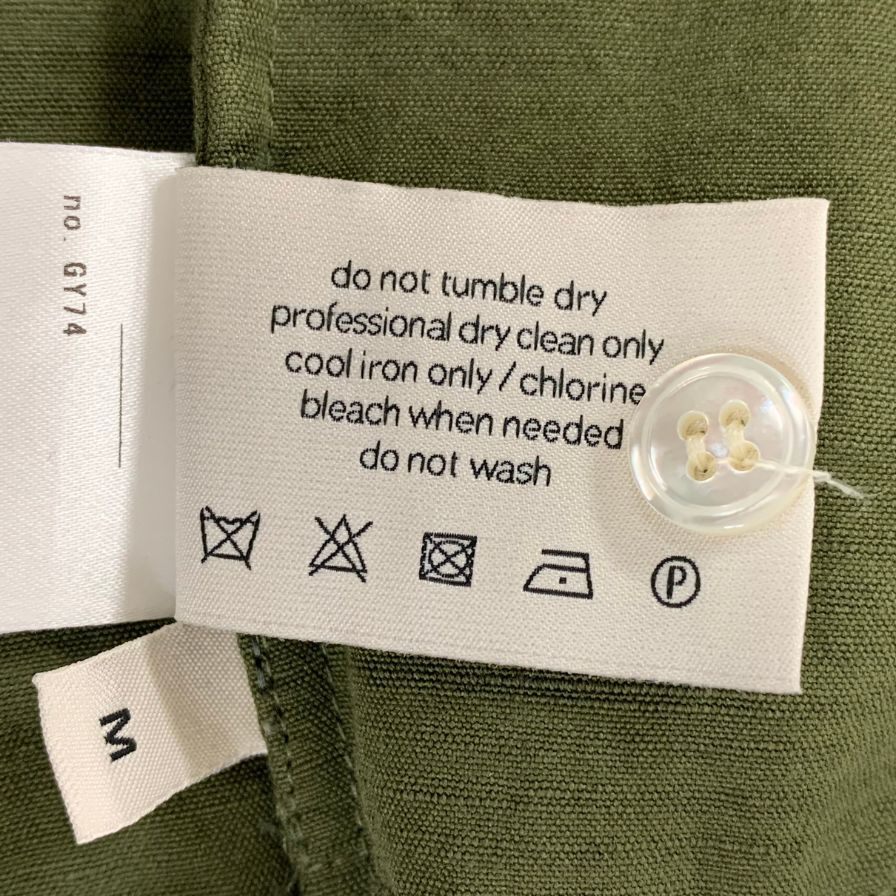 no. GY74
do not tumble dry
professional dry clean only
cool iron only / chlorine
bleach when needed
do not wash
P
M